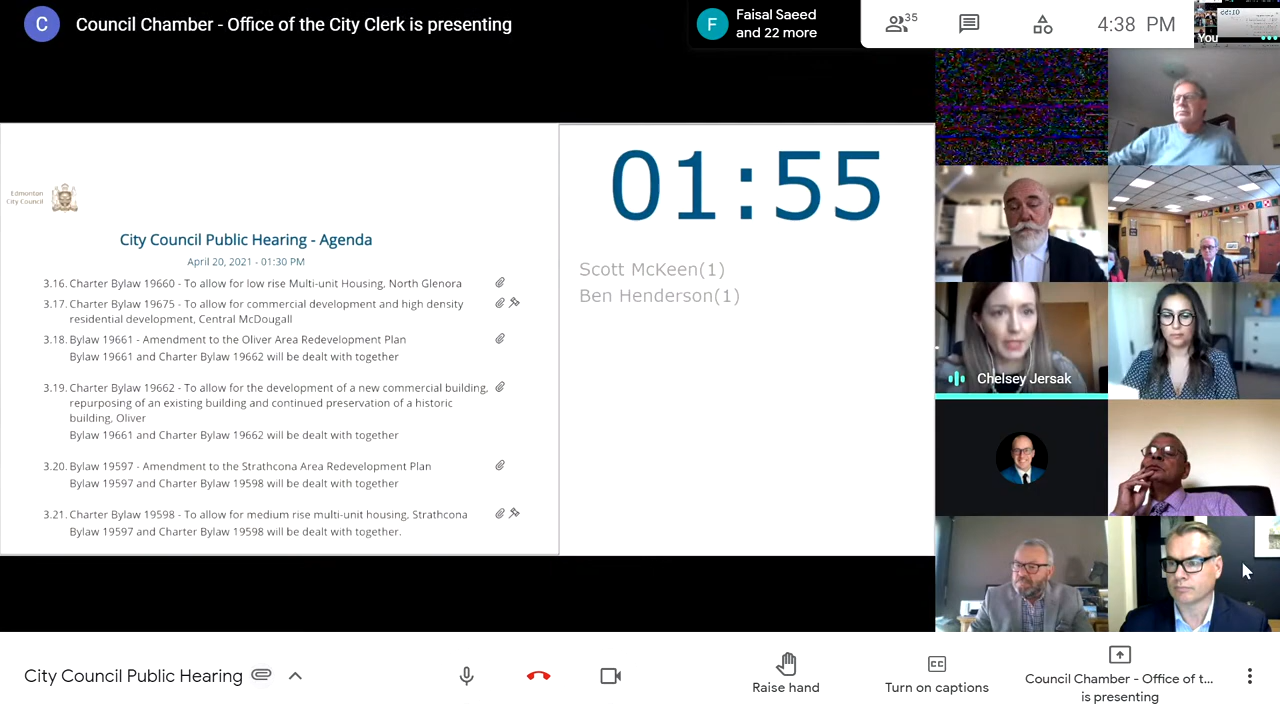 C
Council Chamber - Office of the City Clerk is presenting
F
Faisal Saeed
and 22 more
35
4:38 PM
01:55
You
Edmonton
City Council
City Council Public Hearing - Agenda
April 20, 2021 - 01:30 PM
3.16. Charter Bylaw 19660 - To allow for row rise Multi-unit Housing, North Glenora
3.17. Charter Bylaw 19675 - To allow for commercial development and high density
residential development, Central McDougall
3.18. Bylaw 19661 - Amendment to the Oliver Area Redevelopment Plan
Bylaw 19661 and Charter Bylaw 19662 will be dealt with together
3.19. Charter Bylaw 19662 - To allow for the development of a new commercial building,
repurposing of an existing building and continued preservation of a historic
building, Oliver
Bylaw 19661 and Charter Bylaw 19662 will be dealt with together
3.20. Bylaw 19597 - Amendment to the Strathcona Area Redevelopment Plan
Bylaw 19597 and Charter Bylaw 19598 will be dealt with together
3.21. Charter Bylaw 19598 - To allow for medium rise multi-unit housing, Strathcona
Bylaw 19597 and Charter Bylaw 19598 will be dealt with together.
01:55
Scott McKeen(1)
Ben Henderson(1)
Chelsey Jersak
City Council Public Hearing
Raise hand
CC
Turn on captions
Council Chamber - Office of t...
is presenting